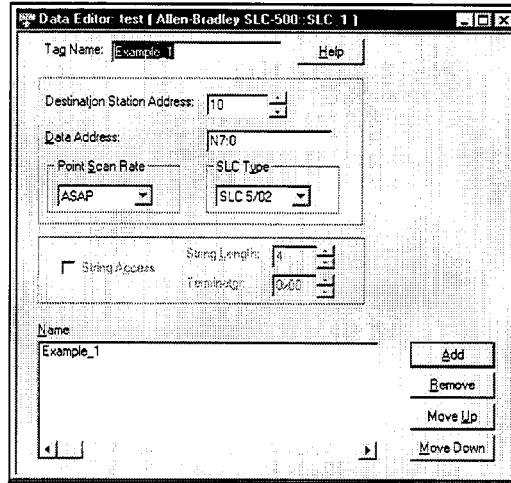 Data Editor: test [ Allen-Bradley SLC-500::SLC_1 ]
Tag Name: Example_1 Help
Destination Station Address: 10
Data Address: N7:0
Point Scan Rate SLC Type
ASAP SLC 5/02
String Access String Length: 4
Terminator: 0x00
Name
Example_1
Add
Remove
Move Up
Move Down